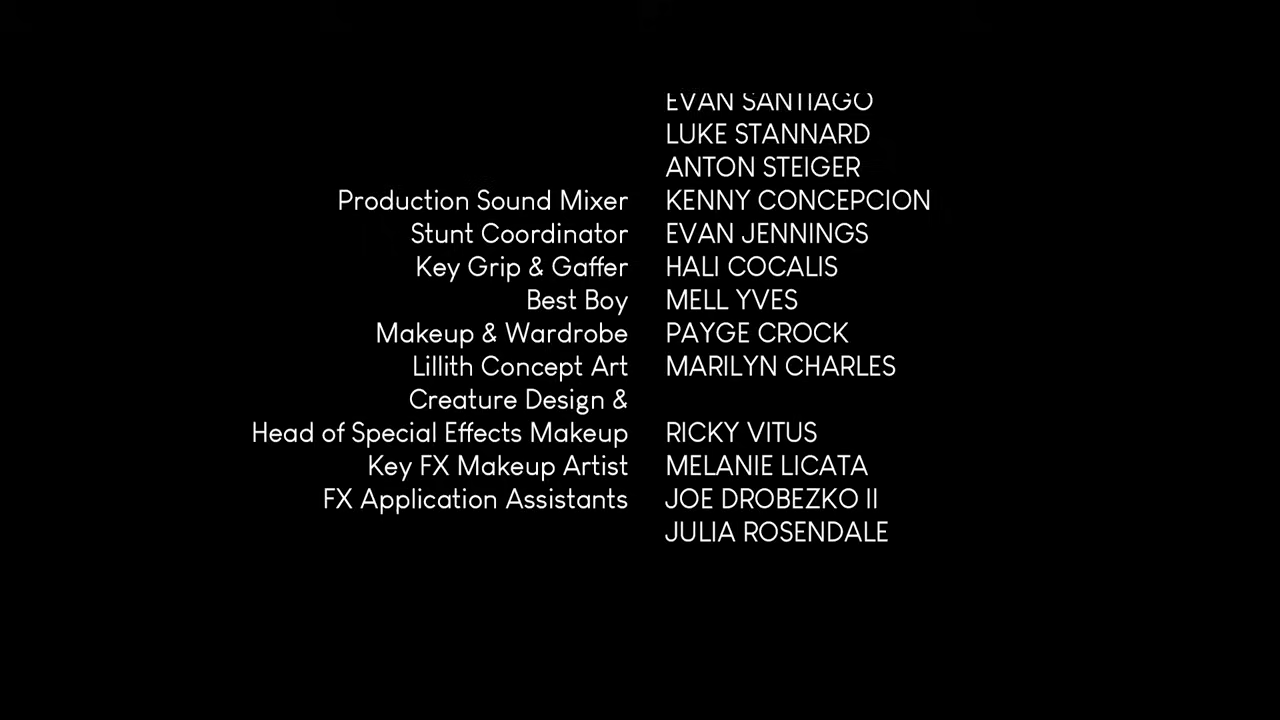 EVAN SANTIAGO
LUKE STANNARD
ANTON STEIGER
Production Sound Mixer KENNY CONCEPCION
Stunt Coordinator EVAN JENNINGS
Key Grip & Gaffer HALI COCALIS
Best Boy MELL YVES
Makeup & Wardrobe PAYGE CROCK
Lillith Concept Art MARILYN CHARLES
Creature Design &
Head of Special Effects Makeup RICKY VITUS
Key FX Makeup Artist MELANIE LICATA
FX Application Assistants JOE DROBEZKO II
JULIA ROSENDALE